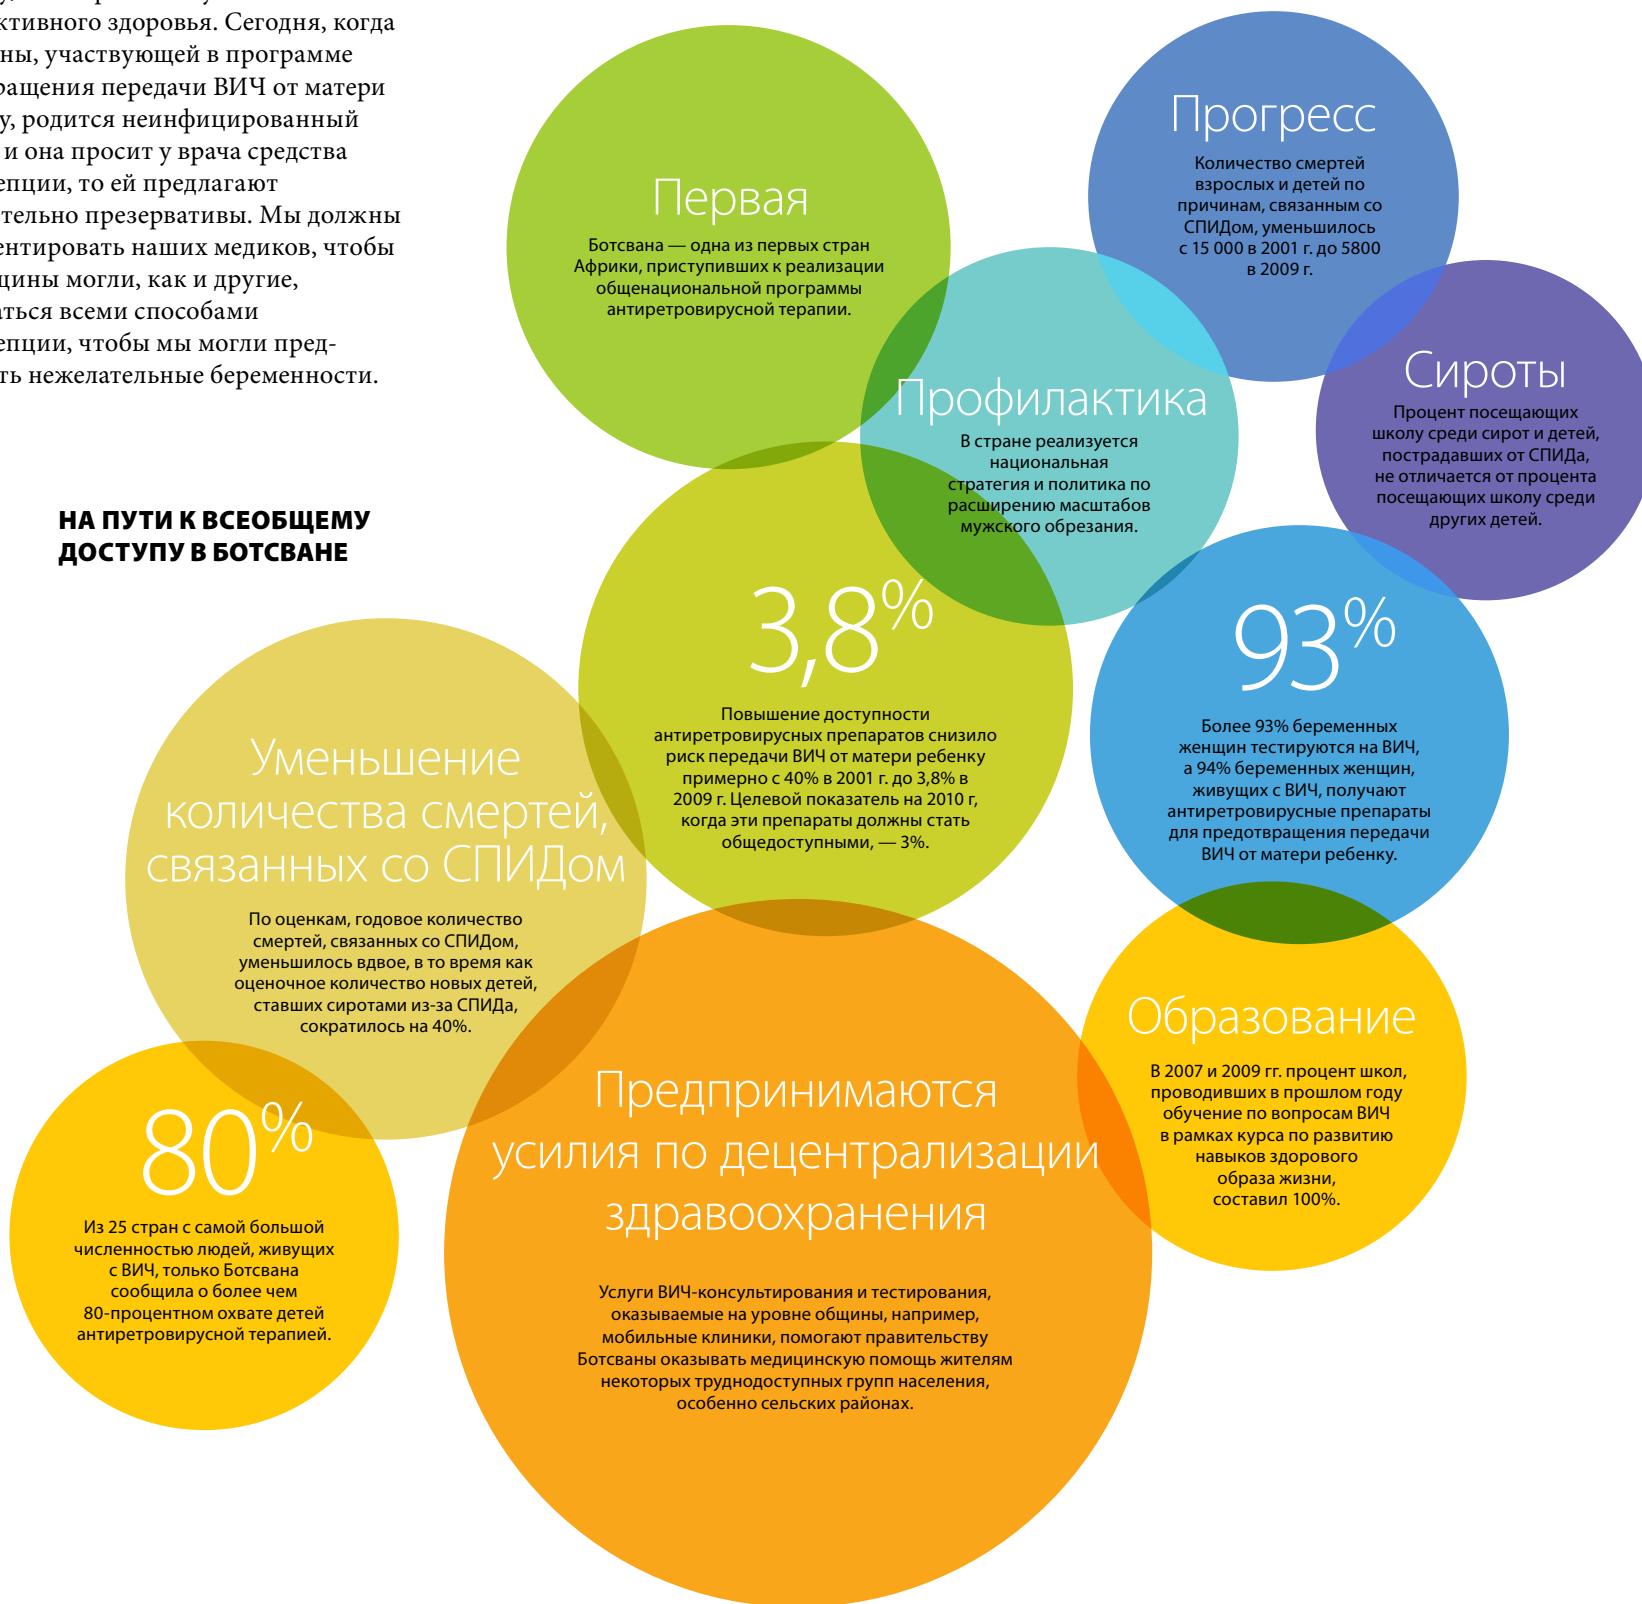 ктивного здоровья. Сегодня, когда
ны, участвующей в программе
ращения передачи ВИЧ от матери
у, родится неинфицированный
и она просит у врача средства
епции, то ей предлагают
тельно презервативы. Мы должны
ентировать наших медиков, чтобы
щины могли, как и другие,
аться всеми способами
епции, чтобы мы могли пред-
ть нежелательные беременности.
НА ПУТИ К ВСЕОБЩЕМУ
ДОСТУПУ В БОТСВАНЕ
Первая
Ботсвана — одна из первых стран
Африки, приступивших к реализации
общенациональной программы
антиретровирусной терапии.
Прогресс
Количество смертей
взрослых и детей по
причинам, связанным со
СПИДом, уменьшилось
с 15 000 в 2001 г. до 5800
в 2009 г.
Профилактика
В стране реализуется
национальная
стратегия и политика по
расширению масштабов
мужского обрезания.
Сироты
Процент посещающих
школу среди сирот и детей,
пострадавших от СПИДа,
не отличается от процента
посещающих школу среди
других детей.
3,8%
Повышение доступности
антиретровирусных препаратов снизило
риск передачи ВИЧ от матери ребенку
примерно с 40% в 2001 г. до 3,8% в
2009 г. Целевой показатель на 2010 г,
когда эти препараты должны стать
общедоступными, — 3%.
93%
Более 93% беременных
женщин тестируются на ВИЧ,
а 94% беременных женщин,
живущих с ВИЧ, получают
антиретровирусные препараты
для предотвращения передачи
ВИЧ от матери ребенку.
Уменьшение
количества смертей,
связанных со СПИДом
По оценкам, годовое количество
смертей, связанных со СПИДом,
уменьшилось вдвое, в то время как
оценочное количество новых детей,
ставших сиротами из-за СПИДа,
сократилось на 40%.
Образование
В 2007 и 2009 гг. процент школ,
проводивших в прошлом году
обучение по вопросам ВИЧ
в рамках курса по развитию
навыков здорового
образа жизни,
составил 100%.
80%
Из 25 стран с самой большой
численностью людей, живущих
с ВИЧ, только Ботсвана
сообщила о более чем
80-процентном охвате детей
антиретровирусной терапией.
Предпринимаются
усилия по децентрализации
здравоохранения
Услуги ВИЧ-консультирования и тестирования,
оказываемые на уровне общины, например,
мобильные клиники, помогают правительству
Ботсваны оказывать медицинскую помощь жителям
некоторых труднодоступных групп населения,
особенно сельских районах.